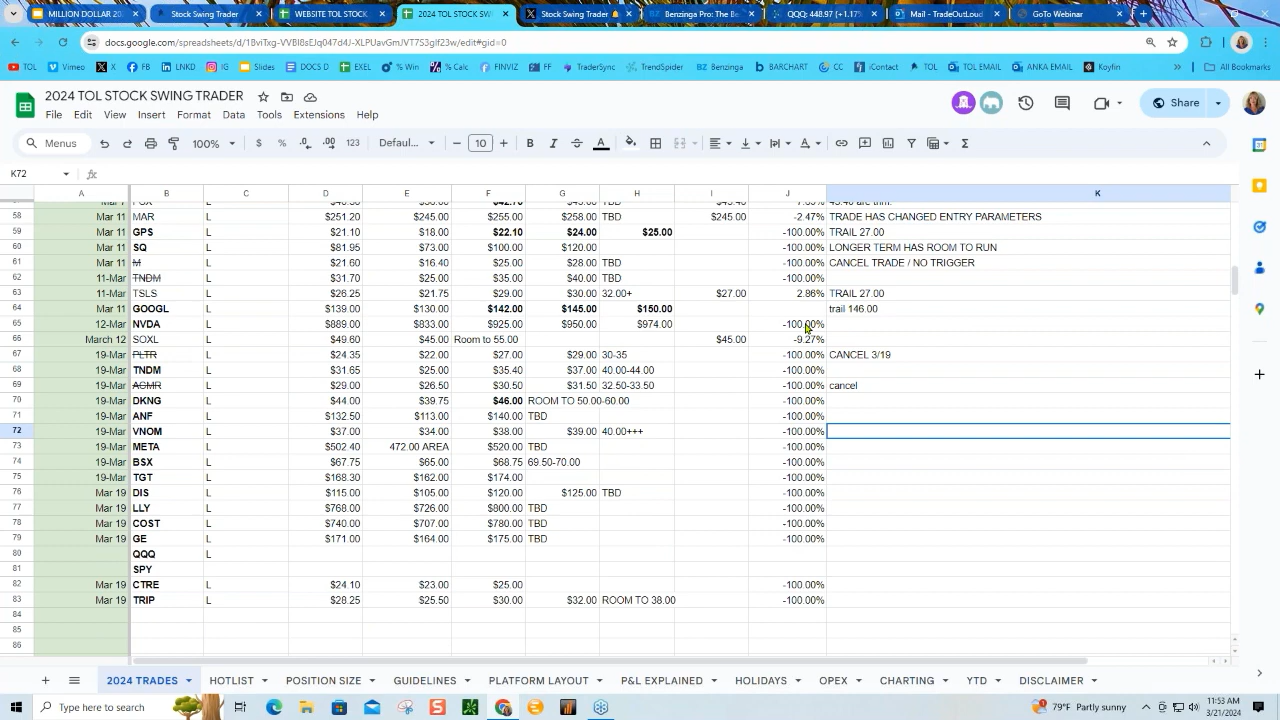 MILLION DOLLAR 20
Stock Swing Trader
WEBSITE TOL STOCK
2024 TOL STOCK SW
Stock Swing Trader
Benzinga Pro: The Be
QQQ: 448.97 (+1.17%
Mail - TradeOutLoud
GoTo Webinar
TOL Vimeo X FB LINKD IG Slides DOCS D EXEL % Win % Calc FINVIZ FF TraderSync TrendSpider Benzinga BARCHART CC iContact TOL TOL EMAIL ANKA EMAIL Koyfin » All Bookmarks
2024 TOL STOCK SWING TRADER
File Edit View Insert Format Data Tools Extensions Help
Share
Menus 100% $ % .0 .00 123 Defaul... 10 B I A
K72 fx
A B C D E F G H I J K
58 Mar 11 MAR L $251.20 $245.00 $255.00 $258.00 TBD $245.00 -2.47% TRADE HAS CHANGED ENTRY PARAMETERS
59 Mar 11 GPS L $21.10 $18.00 $22.10 $24.00 $25.00 -100.00% TRAIL 27.00
60 Mar 11 SQ L $81.95 $73.00 $100.00 $120.00 -100.00% LONGER TERM HAS ROOM TO RUN
61 Mar 11 M L $21.60 $16.40 $25.00 $28.00 TBD -100.00% CANCEL TRADE / NO TRIGGER
62 11-Mar TNDM L $31.70 $25.00 $35.00 $40.00 TBD -100.00%
63 11-Mar TSLS L $26.25 $21.75 $29.00 $30.00 32.00+ $27.00 2.86% TRAIL 27.00
64 Mar 11 GOOGL L $139.00 $130.00 $142.00 $145.00 $150.00 trail 146.00
65 12-Mar NVDA L $889.00 $833.00 $925.00 $950.00 $974.00 -100.00%
66 March 12 SOXL L $49.60 $45.00 Room to 55.00 $45.00 -9.27%
67 19-Mar PLTR L $24.35 $22.00 $27.00 $29.00 30-35 -100.00% CANCEL 3/19
68 19-Mar TNDM L $31.65 $25.00 $35.40 $37.00 40.00-44.00 -100.00%
69 19-Mar ACMR L $29.00 $26.50 $30.50 $31.50 32.50-33.50 -100.00% cancel
70 19-Mar DKNG L $44.00 $39.75 $46.00 ROOM TO 50.00-60.00 -100.00%
71 19-Mar ANF L $132.50 $113.00 $140.00 TBD -100.00%
72 19-Mar VNOM L $37.00 $34.00 $38.00 $39.00 40.00+++ -100.00%
73 19-Mar META L $502.40 472.00 AREA $520.00 TBD -100.00%
74 19-Mar BSX L $67.75 $65.00 $68.75 69.50-70.00 -100.00%
75 19-Mar TGT L $168.30 $162.00 $174.00 -100.00%
76 Mar 19 DIS L $115.00 $105.00 $120.00 $125.00 TBD -100.00%
77 Mar 19 LLY L $768.00 $726.00 $800.00 TBD -100.00%
78 Mar 19 COST L $740.00 $707.00 $780.00 TBD -100.00%
79 Mar 19 GE L $171.00 $164.00 $175.00 TBD -100.00%
80 QQQ L
81 SPY
82 Mar 19 CTRE L $24.10 $23.00 $25.00 -100.00%
83 Mar 19 TRIP L $28.25 $25.50 $30.00 $32.00 ROOM TO 38.00 -100.00%
84
85
86
2024 TRADES HOTLIST POSITION SIZE GUIDELINES PLATFORM LAYOUT P&L EXPLAINED HOLIDAYS OPEX CHARTING YTD DISCLAIMER
Type here to search
79°F Partly sunny
11:53 AM
3/21/2024